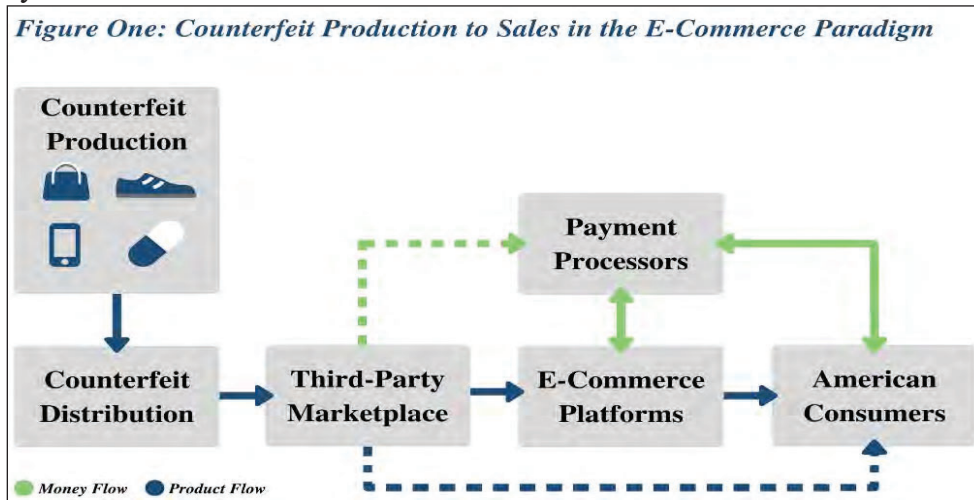 Figure One: Counterfeit Production to Sales in the E-Commerce Paradigm
Counterfeit
Production
Payment
Processors
Counterfeit
Distribution
Third-Party
Marketplace
E-Commerce
Platforms
American
Consumers
Money Flow
Product Flow